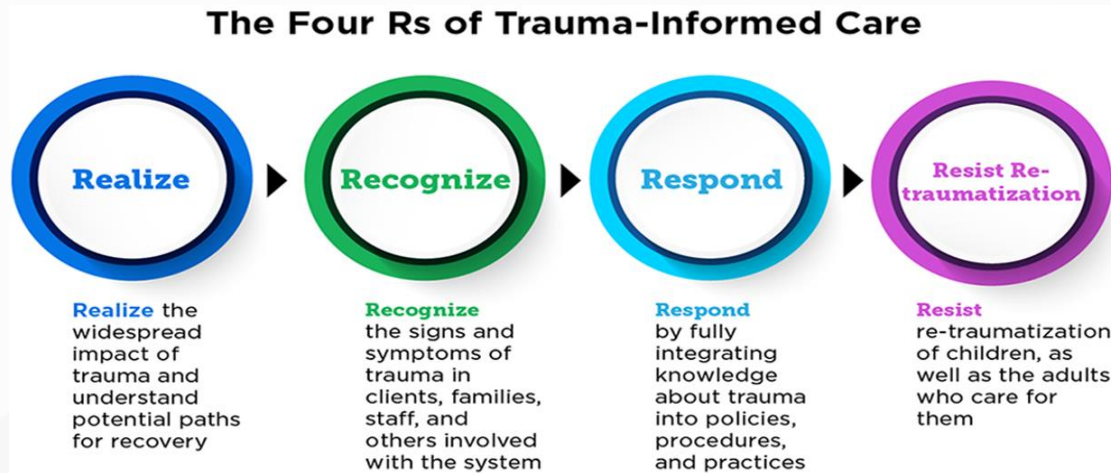 The Four Rs of Trauma-Informed Care
Realize
Recognize
Respond
Resist Re-
traumatization
Realize the
widespread
impact of
trauma and
understand
potential paths
for recovery
Recognize
the signs and
symptoms of
trauma in
clients, families,
staff, and
others involved
with the system
Respond
by fully
integrating
knowledge
about trauma
into policies,
procedures,
and practices
Resist
re-traumatization
of children, as
well as the adults
who care for
them